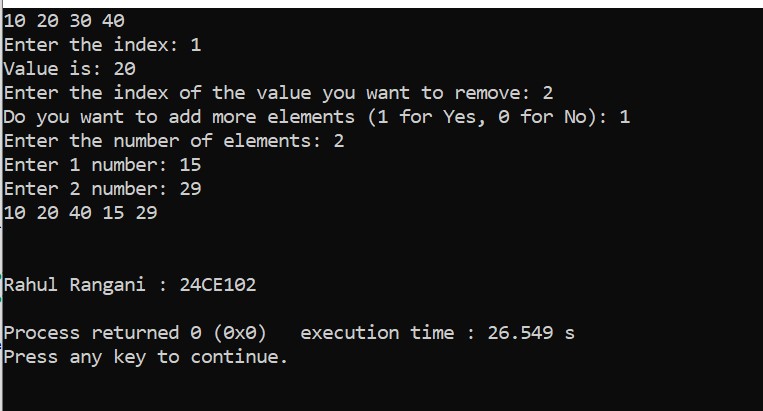 10 20 30 40
Enter the index: 1
Value is: 20
Enter the index of the value you want to remove: 2
Do you want to add more elements (1 for Yes, 0 for No): 1
Enter the number of elements: 2
Enter 1 number: 15
Enter 2 number: 29
10 20 40 15 29
Rahul Rangani : 24CE102
Process returned 0 (0x0)   execution time : 26.549 s
Press any key to continue.